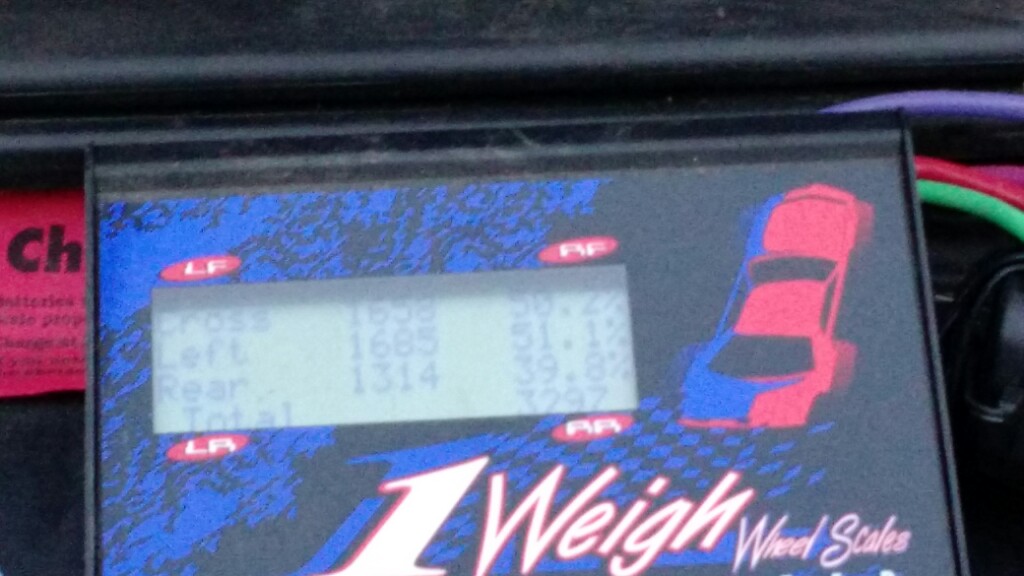 Ch
LF
RF
Cross 1656 50.2%
Left 1685 51.1%
Rear 1314 39.8%
Total 3297
LR
RR
1 Weigh
Wheel Scales